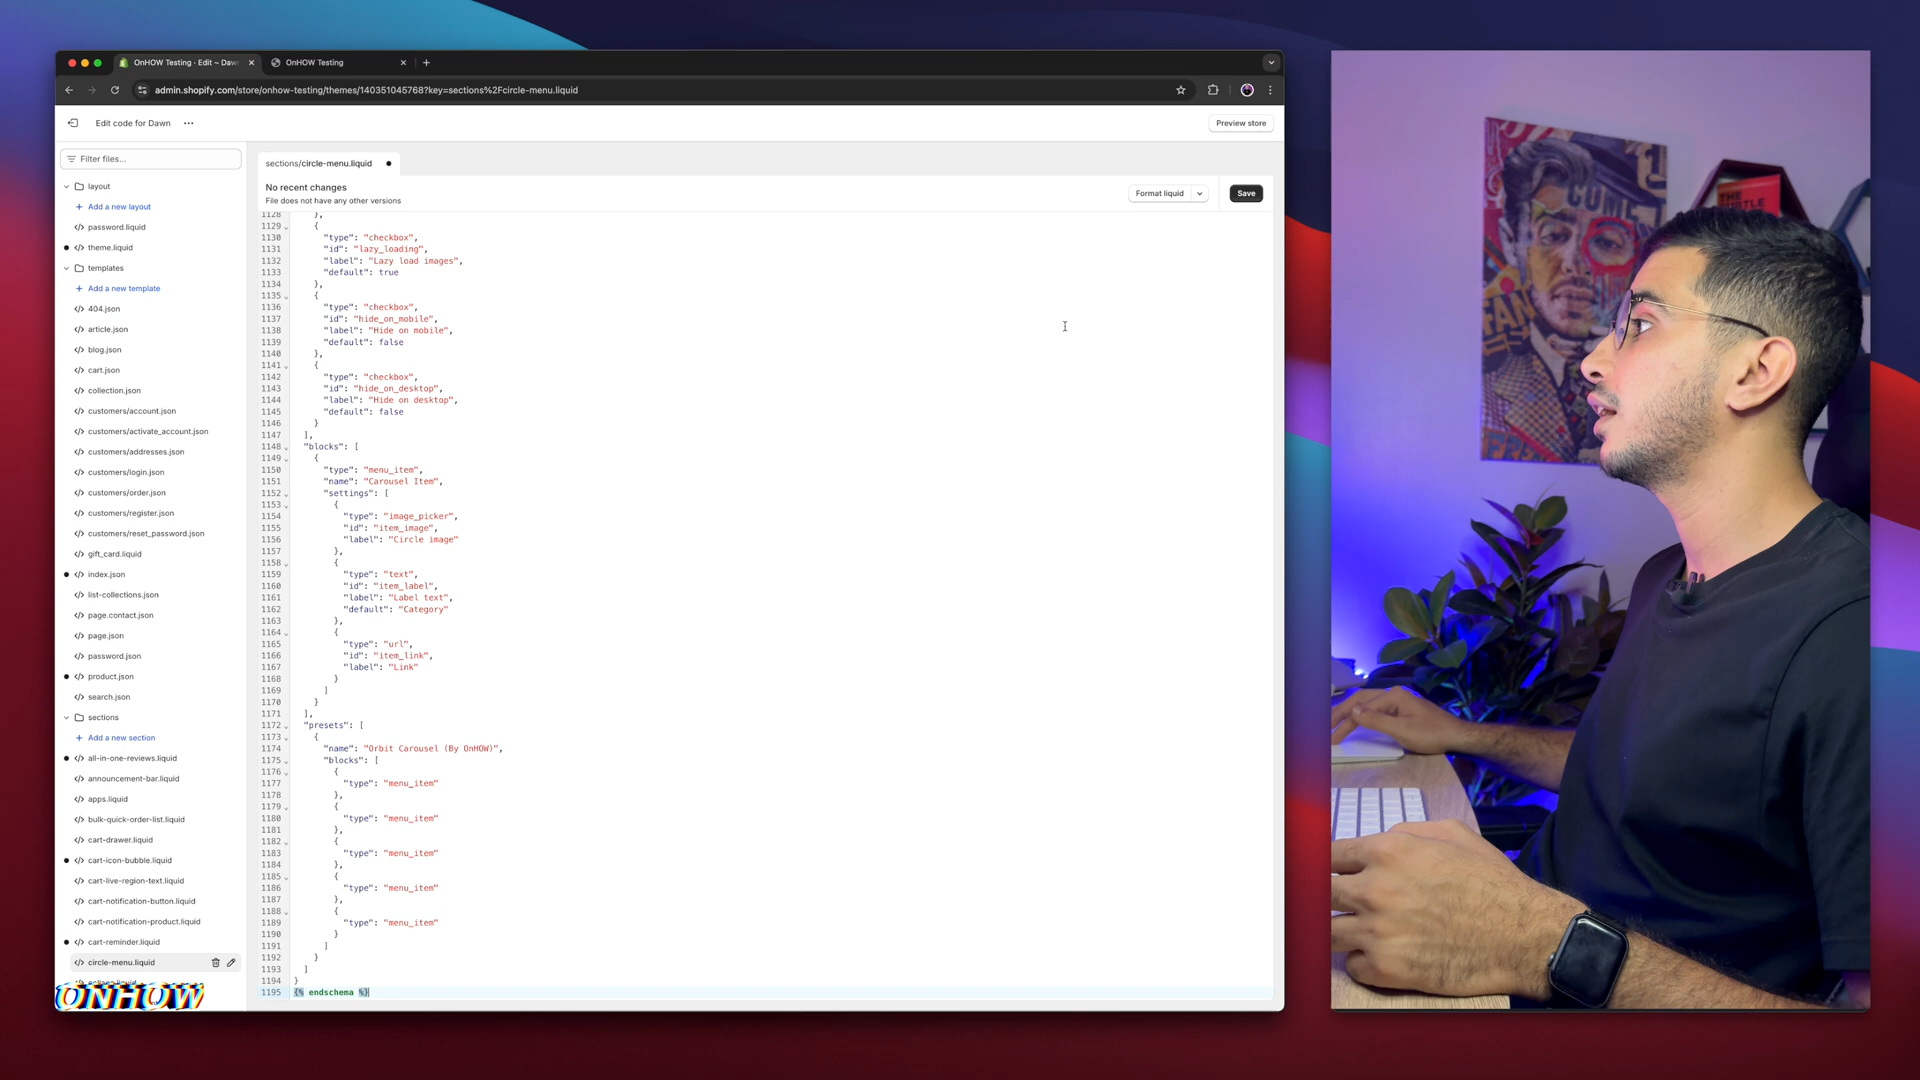 OnHOW Testing · Edit ~ Daw
OnHOW Testing
admin.shopify.com/store/onhow-testing/themes/140351045768?key=sections%2Fcircle-menu.liquid
Edit code for Dawn
Preview store
Filter files...
layout
Add a new layout
password.liquid
theme.liquid
templates
Add a new template
404.json
article.json
blog.json
cart.json
collection.json
customers/account.json
customers/activate_account.json
customers/addresses.json
customers/login.json
customers/order.json
customers/register.json
customers/reset_password.json
gift_card.liquid
index.json
list-collections.json
page.contact.json
page.json
password.json
product.json
search.json
sections
Add a new section
all-in-one-reviews.liquid
announcement-bar.liquid
apps.liquid
bulk-quick-order-list.liquid
cart-drawer.liquid
cart-icon-bubble.liquid
cart-live-region-text.liquid
cart-notification-button.liquid
cart-notification-product.liquid
cart-reminder.liquid
circle-menu.liquid
ONHOW
sections/circle-menu.liquid
No recent changes
File does not have any other versions
Format liquid
Save
1128 },
1129 {
1130 "type": "checkbox",
1131 "id": "lazy_loading",
1132 "label": "Lazy load images",
1133 "default": true
1134 },
1135 {
1136 "type": "checkbox",
1137 "id": "hide_on_mobile",
1138 "label": "Hide on mobile",
1139 "default": false
1140 },
1141 {
1142 "type": "checkbox",
1143 "id": "hide_on_desktop",
1144 "label": "Hide on desktop",
1145 "default": false
1146 }
1147 ],
1148 "blocks": [
1149 {
1150 "type": "menu_item",
1151 "name": "Carousel Item",
1152 "settings": [
1153 {
1154 "type": "image_picker",
1155 "id": "item_image",
1156 "label": "Circle image"
1157 },
1158 {
1159 "type": "text",
1160 "id": "item_label",
1161 "label": "Label text",
1162 "default": "Category"
1163 },
1164 {
1165 "type": "url",
1166 "id": "item_link",
1167 "label": "Link"
1168 }
1169 ]
1170 }
1171 ],
1172 "presets": [
1173 {
1174 "name": "Orbit Carousel (By OnHOW)",
1175 "blocks": [
1176 {
1177 "type": "menu_item"
1178 },
1179 {
1180 "type": "menu_item"
1181 },
1182 {
1183 "type": "menu_item"
1184 },
1185 {
1186 "type": "menu_item"
1187 },
1188 {
1189 "type": "menu_item"
1190 }
1191 ]
1192 }
1193 ]
1194 }
1195 {% endschema %}
COME
FAN
THE